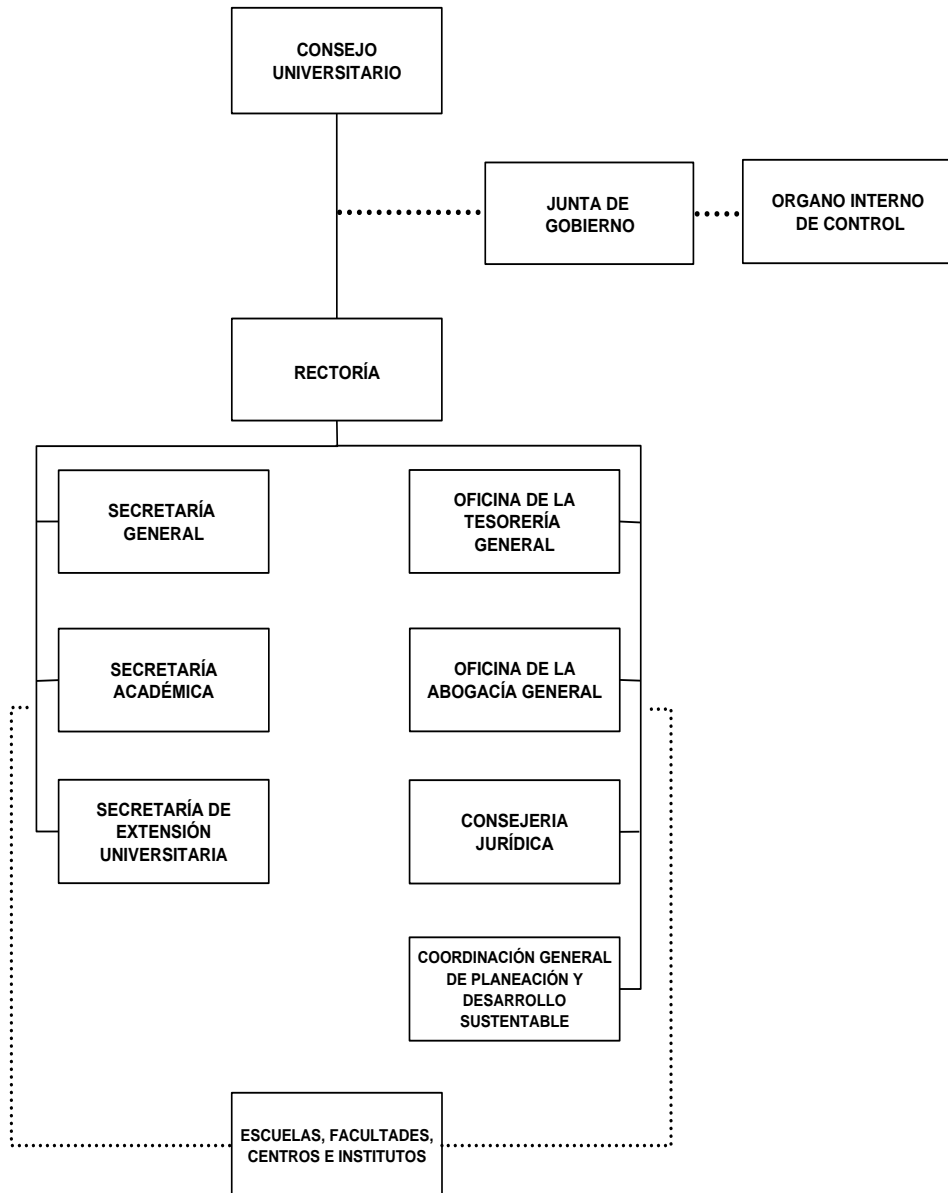 CONSEJO
UNIVERSITARIO
JUNTA DE
GOBIERNO
ORGANO INTERNO
DE CONTROL
RECTORÍA
SECRETARÍA
GENERAL
OFICINA DE LA
TESORERÍA
GENERAL
SECRETARÍA
ACADÉMICA
OFICINA DE LA
ABOGACÍA GENERAL
SECRETARÍA DE
EXTENSIÓN
UNIVERSITARIA
CONSEJERIA
JURÍDICA
COORDINACIÓN GENERAL
DE PLANEACIÓN Y
DESARROLLO
SUSTENTABLE
ESCUELAS, FACULTADES,
CENTROS E INSTITUTOS